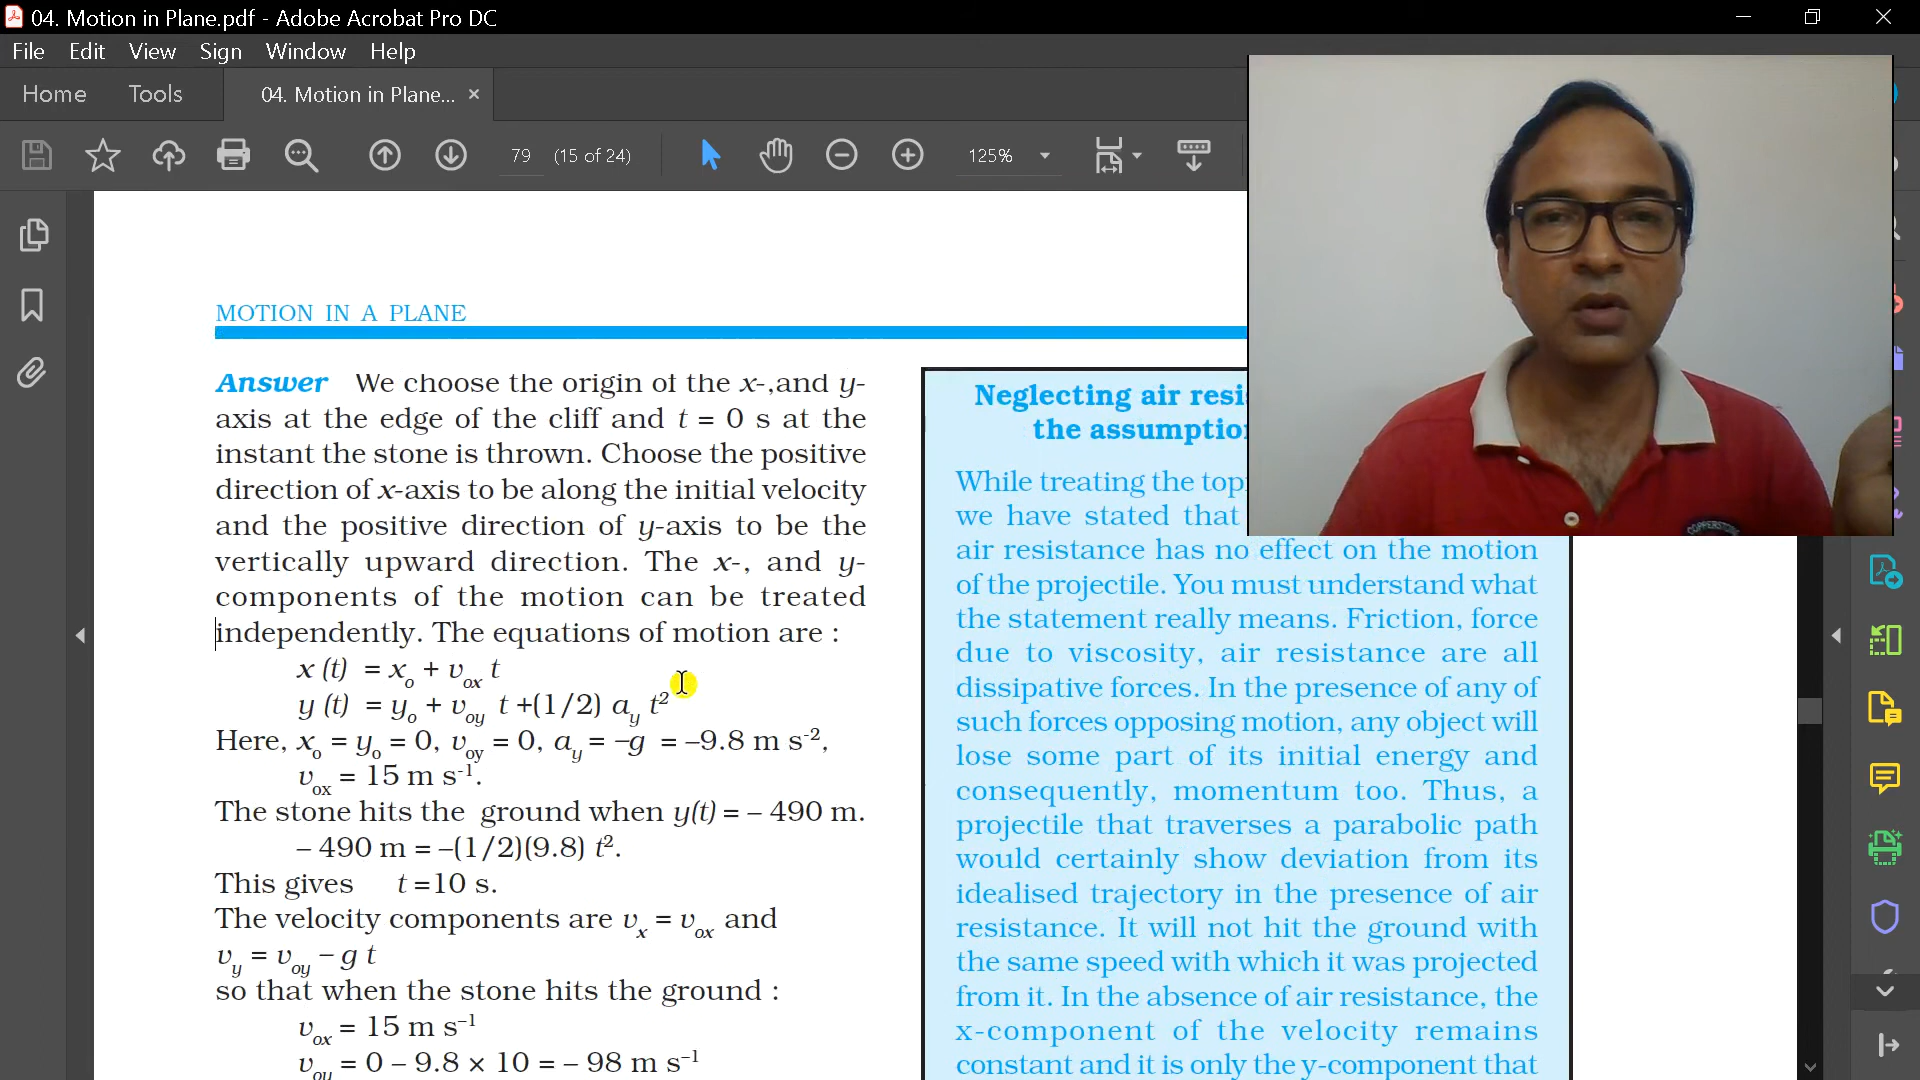 04. Motion in Plane.pdf - Adobe Acrobat Pro DC
File Edit View Sign Window Help
Home Tools 04. Motion in Plane... ×
79 (15 of 24) 125%
MOTION IN A PLANE
Answer We choose the origin of the x-,and y-
axis at the edge of the cliff and t = 0 s at the
instant the stone is thrown. Choose the positive
direction of x-axis to be along the initial velocity
and the positive direction of y-axis to be the
vertically upward direction. The x-, and y-
components of the motion can be treated
independently. The equations of motion are :
x (t) = xₒ + vₒₓ t
y (t) = yₒ + v_oy t +(1/2) a_y t²
Here, xₒ = yₒ = 0, v_oy = 0, a_y = –g = –9.8 m s⁻²,
vₒₓ = 15 m s⁻¹.
The stone hits the ground when y(t) = – 490 m.
– 490 m = –(1/2)(9.8) t².
This gives t =10 s.
The velocity components are vₓ = vₒₓ and
v_y = v_oy – g t
so that when the stone hits the ground :
vₒₓ = 15 m s⁻¹
v_oy = 0 – 9.8 × 10 = – 98 m s⁻¹
Neglecting air
the
While treating the
we have stated that
air resistance has no effect on the motion
of the projectile. You must understand what
the statement really means. Friction, force
due to viscosity, air resistance are all
dissipative forces. In the presence of any of
such forces opposing motion, any object will
lose some part of its initial energy and
consequently, momentum too. Thus, a
projectile that traverses a parabolic path
would certainly show deviation from its
idealised trajectory in the presence of air
resistance. It will not hit the ground with
the same speed with which it was projected
from it. In the absence of air resistance, the
x-component of the velocity remains
constant and it is only the y-component that